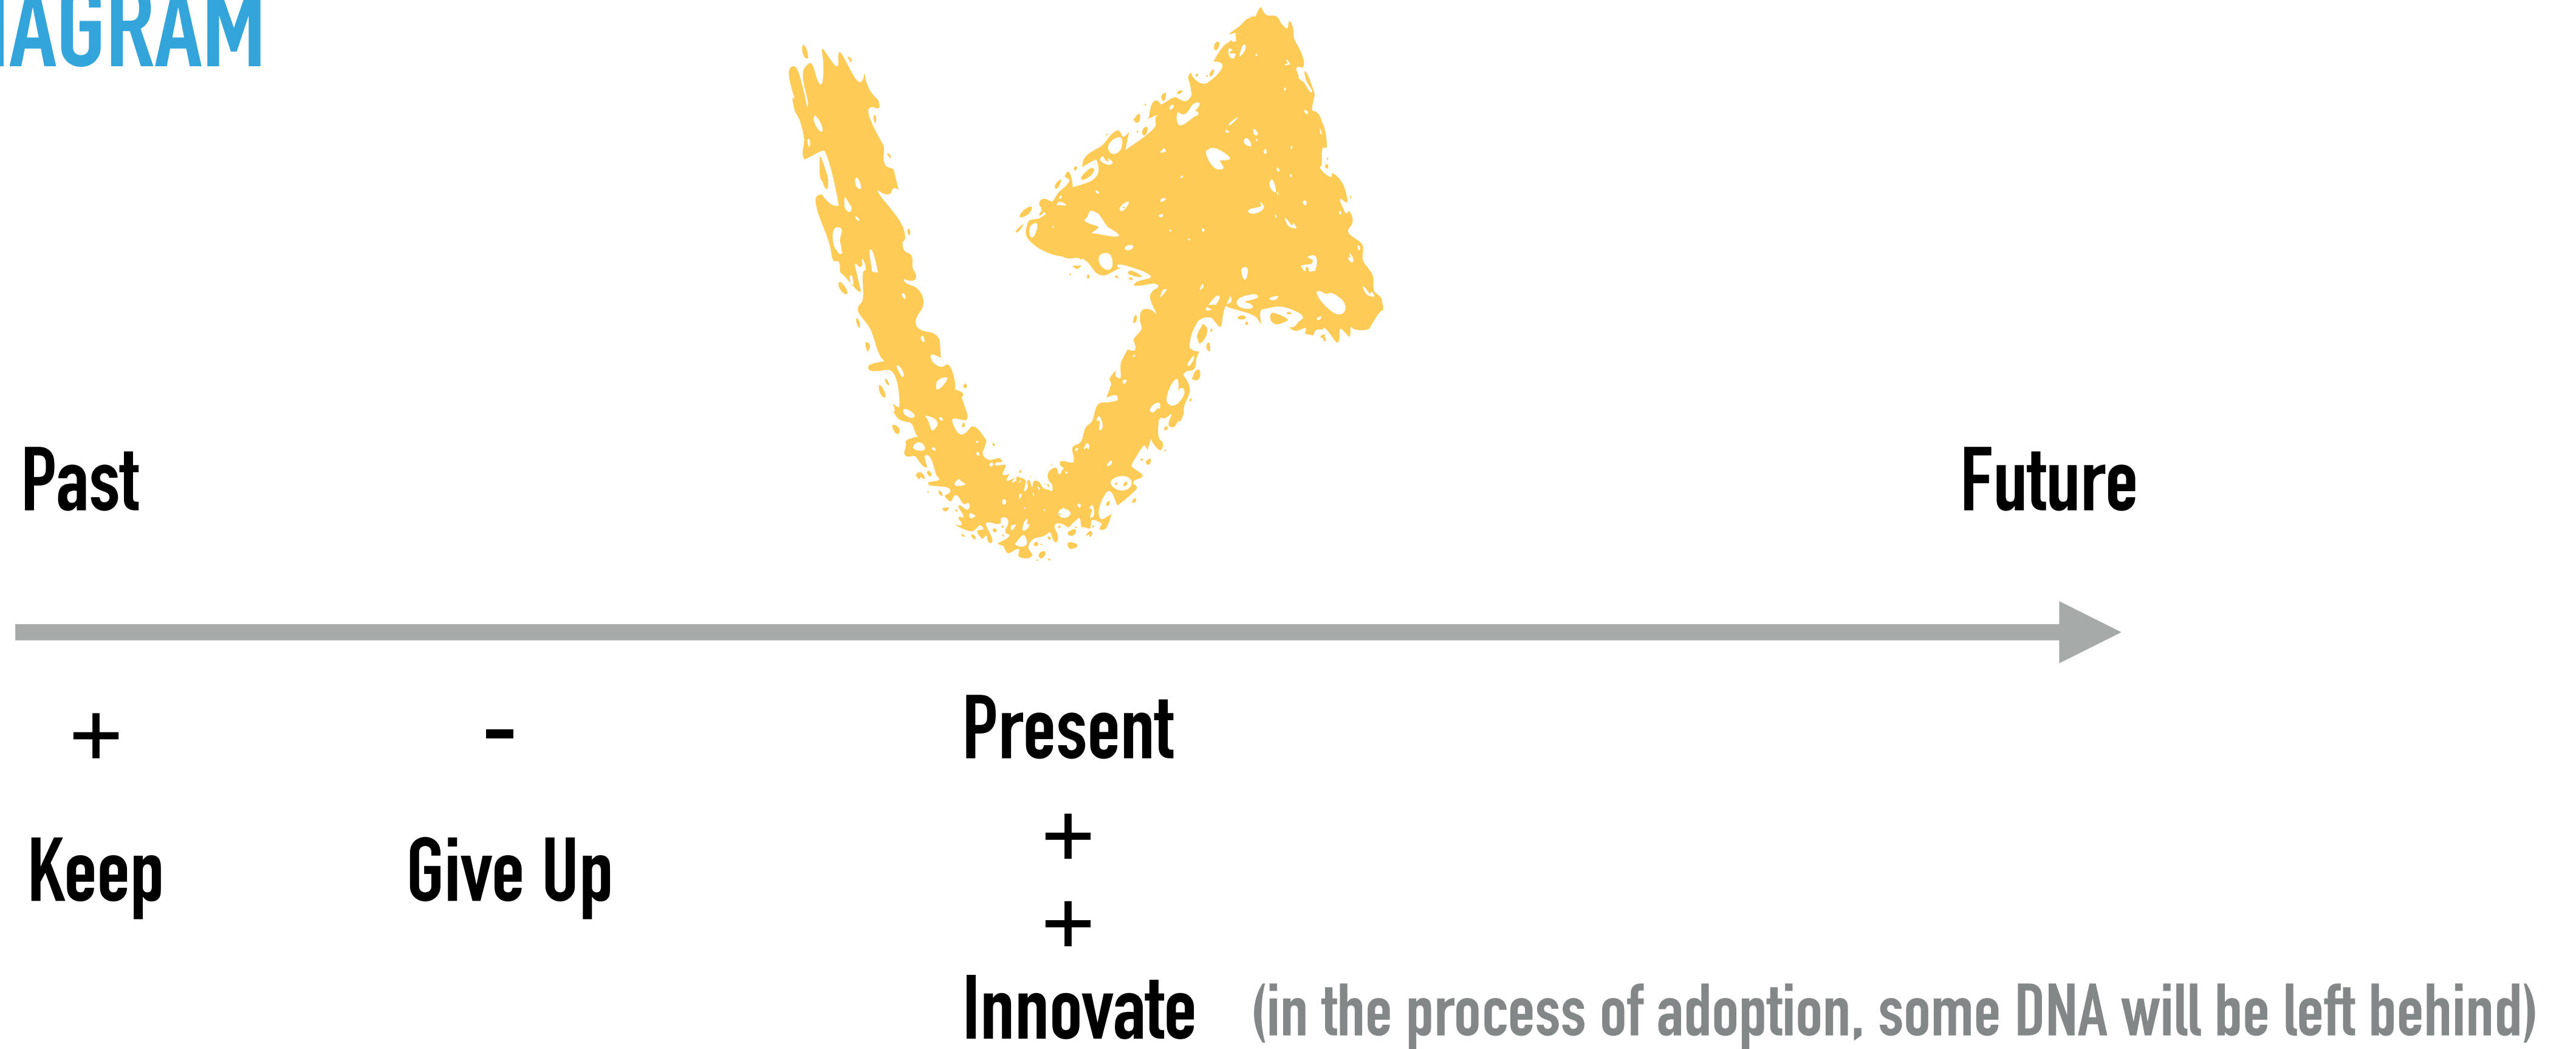 IAGRAM
Past
Future
+
-
Present
+
Keep
Give Up
+
Innovate (in the process of adoption, some DNA will be left behind)